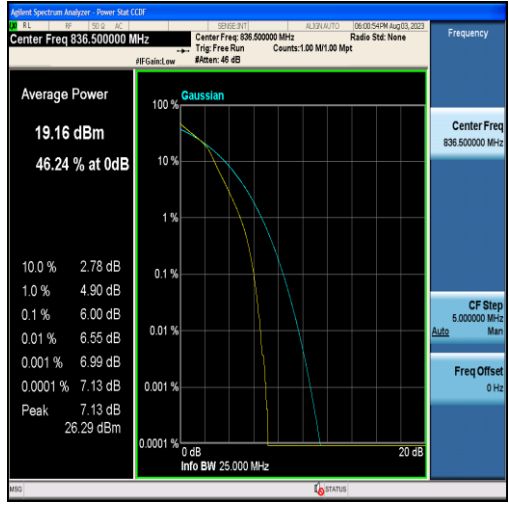 Agilent Spectrum Analyzer - Power Stat CCDF
RL RF 50 Ω AC SENSE:INT ALIGN AUTO 06:00:54 PM Aug 03, 2023
Center Freq 836.500000 MHz
Center Freq: 836.500000 MHz Radio Std: None
Trig: Free Run Counts:1.00 M/1.00 Mpt
#IFGain:Low #Atten: 46 dB
Frequency
Average Power
19.16 dBm
46.24 % at 0dB
10.0 % 2.78 dB
1.0 % 4.90 dB
0.1 % 6.00 dB
0.01 % 6.55 dB
0.001 % 6.99 dB
0.0001 % 7.13 dB
Peak 7.13 dB
26.29 dBm
Gaussian
100 %
10 %
1 %
0.1 %
0.01 %
0.001 %
0.0001 %
0 dB 20 dB
Info BW 25.000 MHz
Center Freq
836.500000 MHz
CF Step
5.000000 MHz
Auto Man
Freq Offset
0 Hz
MSG STATUS